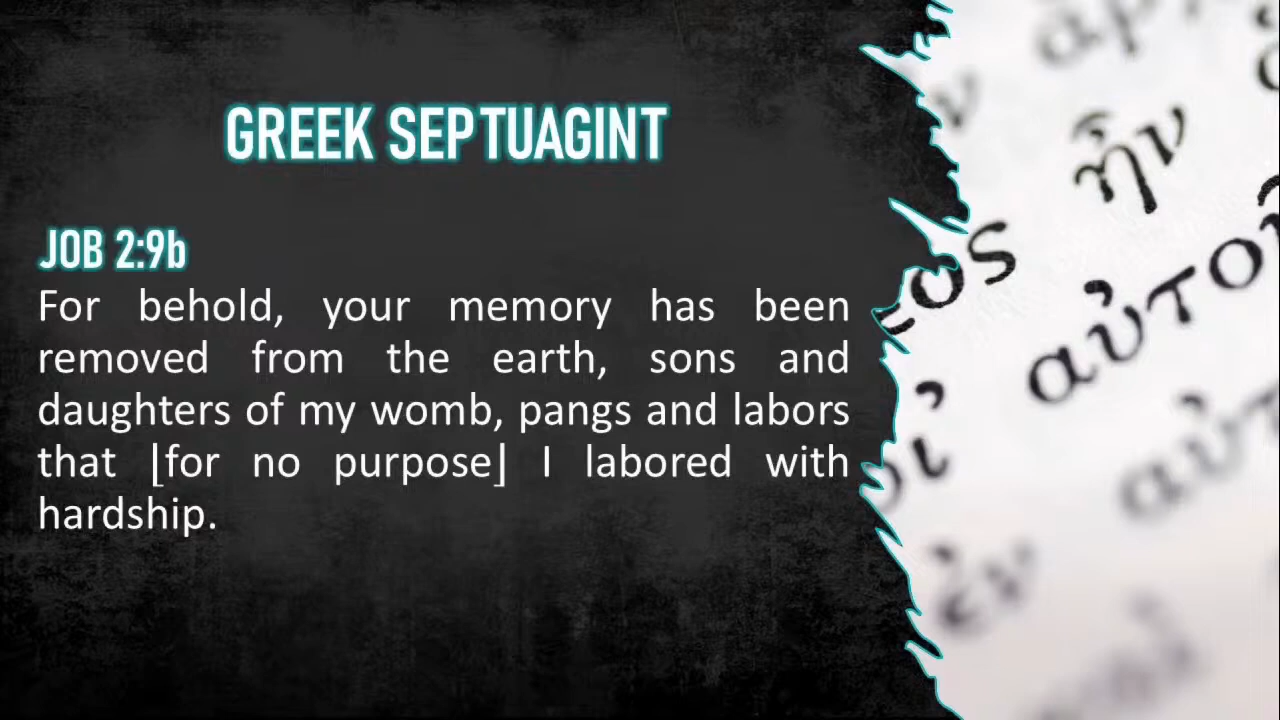 GREEK SEPTUAGINT
JOB 2:9b
For behold, your memory has been
removed from the earth, sons and
daughters of my womb, pangs and labors
that ⌊for no purpose⌋ I labored with
hardship.
ἦν
αὐτοῦ
ἐν